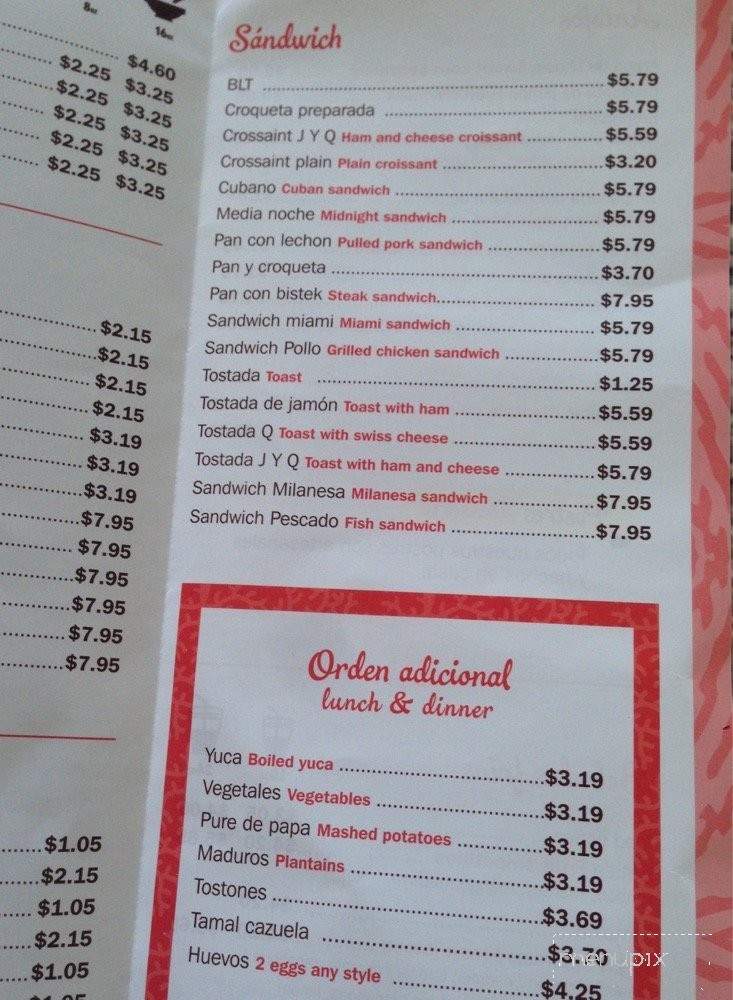 8oz
16oz
$4.60
$2.25 $3.25
$2.25 $3.25
$2.25 $3.25
$2.25 $3.25
$2.25 $3.25
$2.15
$2.15
$2.15
$2.15
$3.19
$3.19
$3.19
$7.95
$7.95
$7.95
$7.95
$7.95
$7.95
$1.05
$2.15
$1.05
$2.15
$1.05
Sándwich
BLT $5.79
Croqueta preparada $5.79
Crossaint J Y Q Ham and cheese croissant $5.59
Crossaint plain Plain croissant $3.20
Cubano Cuban sandwich $5.79
Media noche Midnight sandwich $5.79
Pan con lechon Pulled pork sandwich $5.79
Pan y croqueta $3.70
Pan con bistek Steak sandwich $7.95
Sandwich miami Miami sandwich $5.79
Sandwich Pollo Grilled chicken sandwich $5.79
Tostada Toast $1.25
Tostada de jamón Toast with ham $5.59
Tostada Q Toast with swiss cheese $5.59
Tostada J Y Q Toast with ham and cheese $5.79
Sandwich Milanesa Milanesa sandwich $7.95
Sandwich Pescado Fish sandwich $7.95
Orden adicional
lunch & dinner
Yuca Boiled yuca $3.19
Vegetales Vegetables $3.19
Pure de papa Mashed potatoes $3.19
Maduros Plantains $3.19
Tostones $3.69
Tamal cazuela $3.70
Huevos 2 eggs any style $4.25
menupix